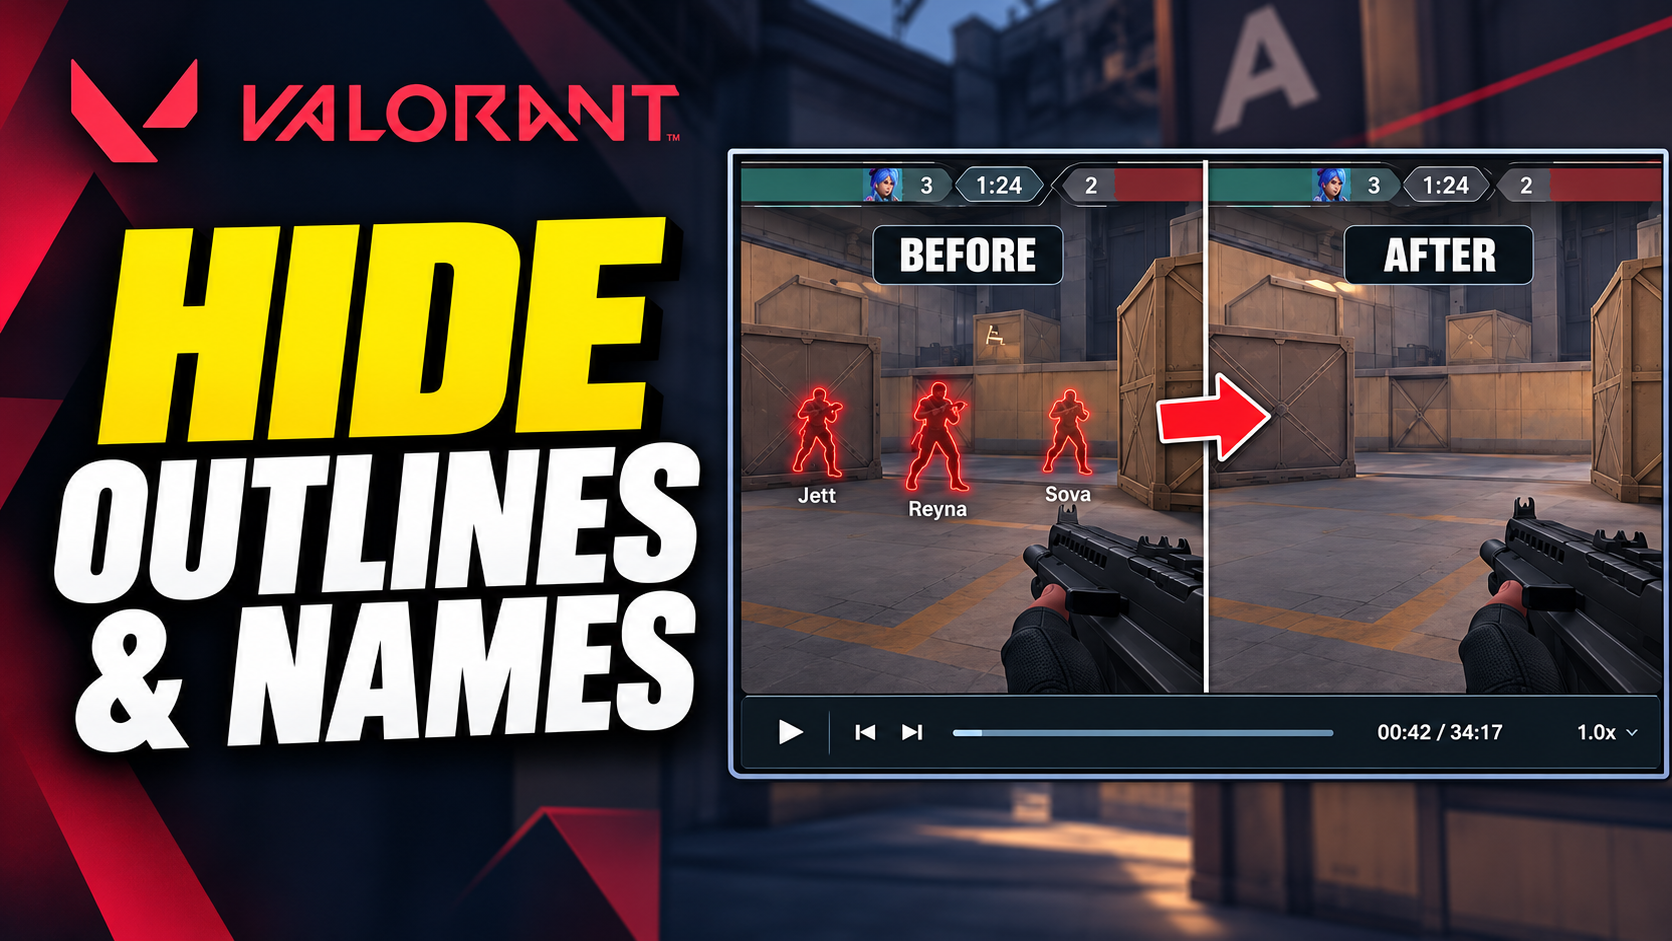 VALORANT™
HIDE
OUTLINES
& NAMES
A
3 1:24 2
3 1:24 2
BEFORE
AFTER
Jett
Reyna
Sova
00:42 / 34:17
1.0x